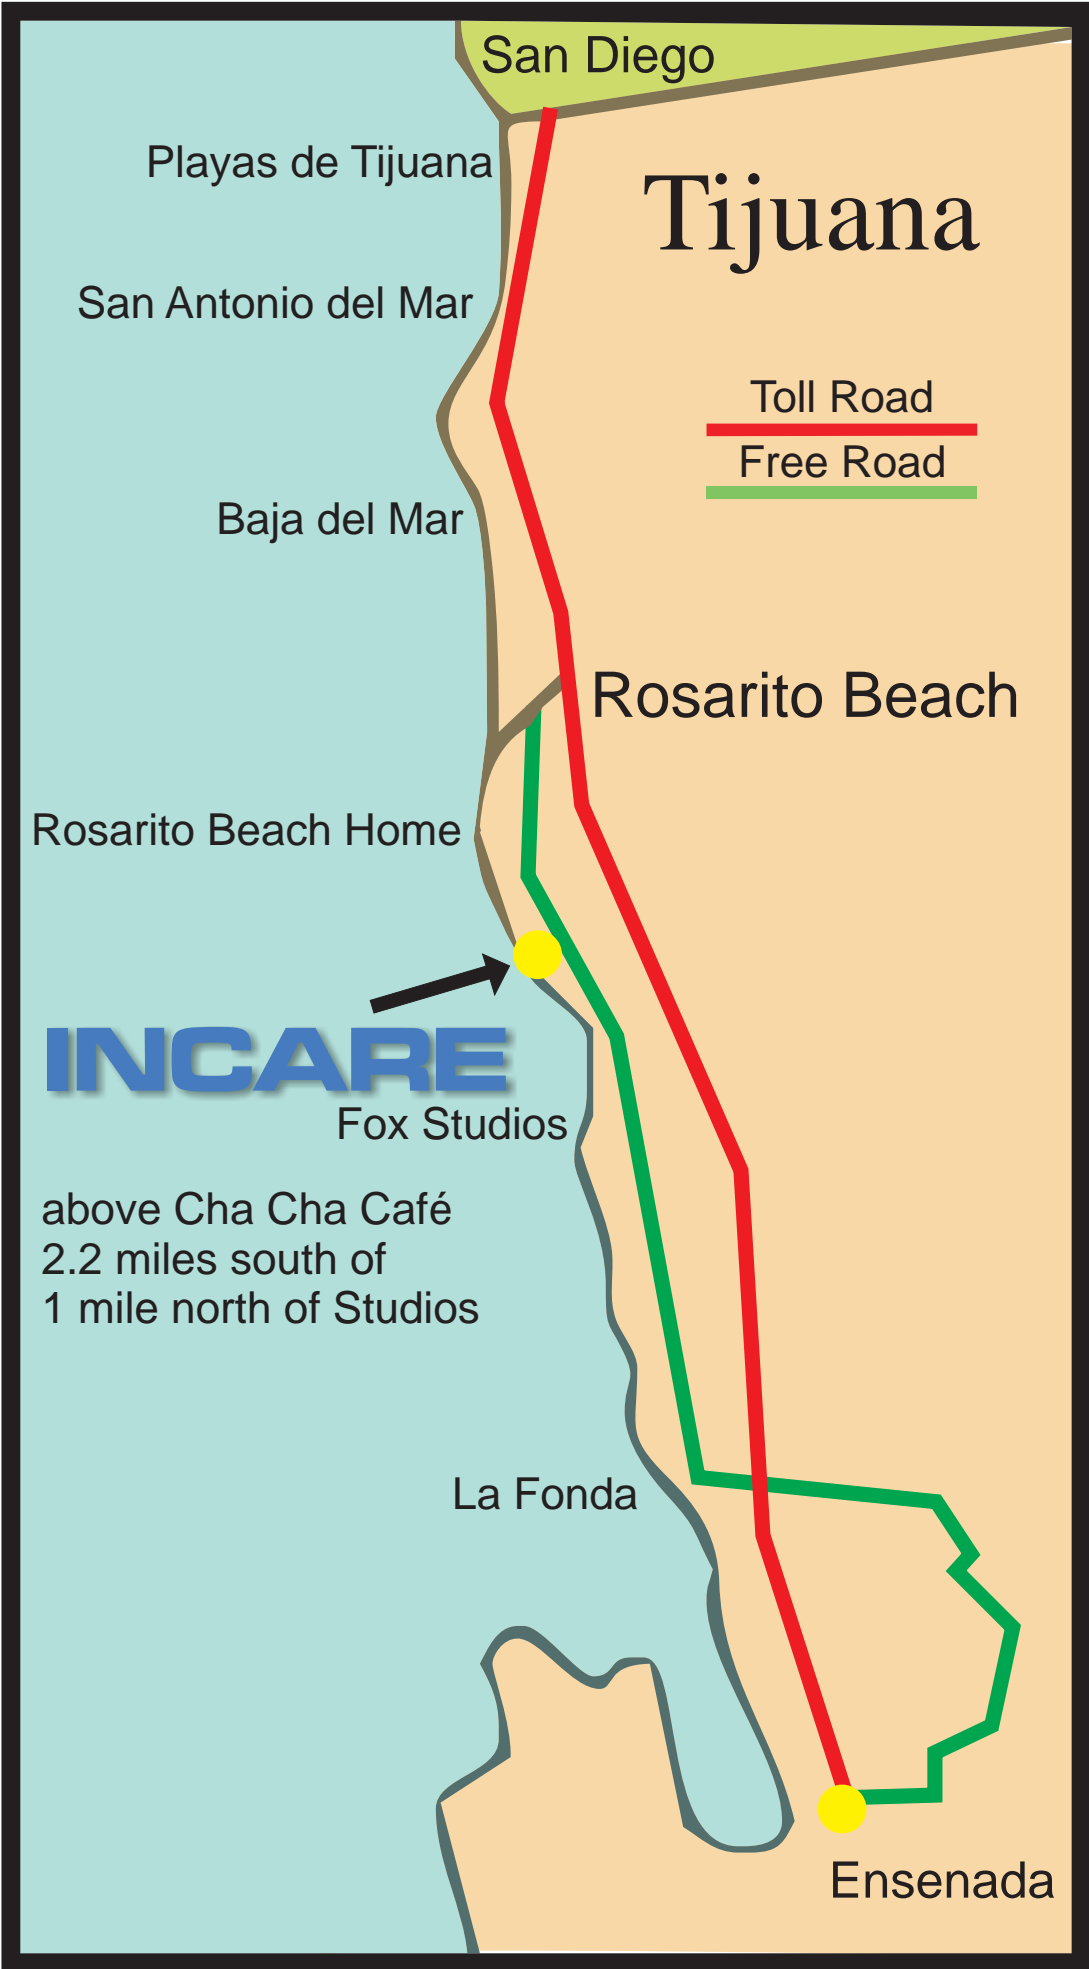 San Diego
Playas de Tijuana
Tijuana
San Antonio del Mar
Toll Road
Free Road
Baja del Mar
Rosarito Beach
Rosarito Beach Home
INCARE
Fox Studios
above Cha Cha Café
2.2 miles south of
1 mile north of Studios
La Fonda
Ensenada